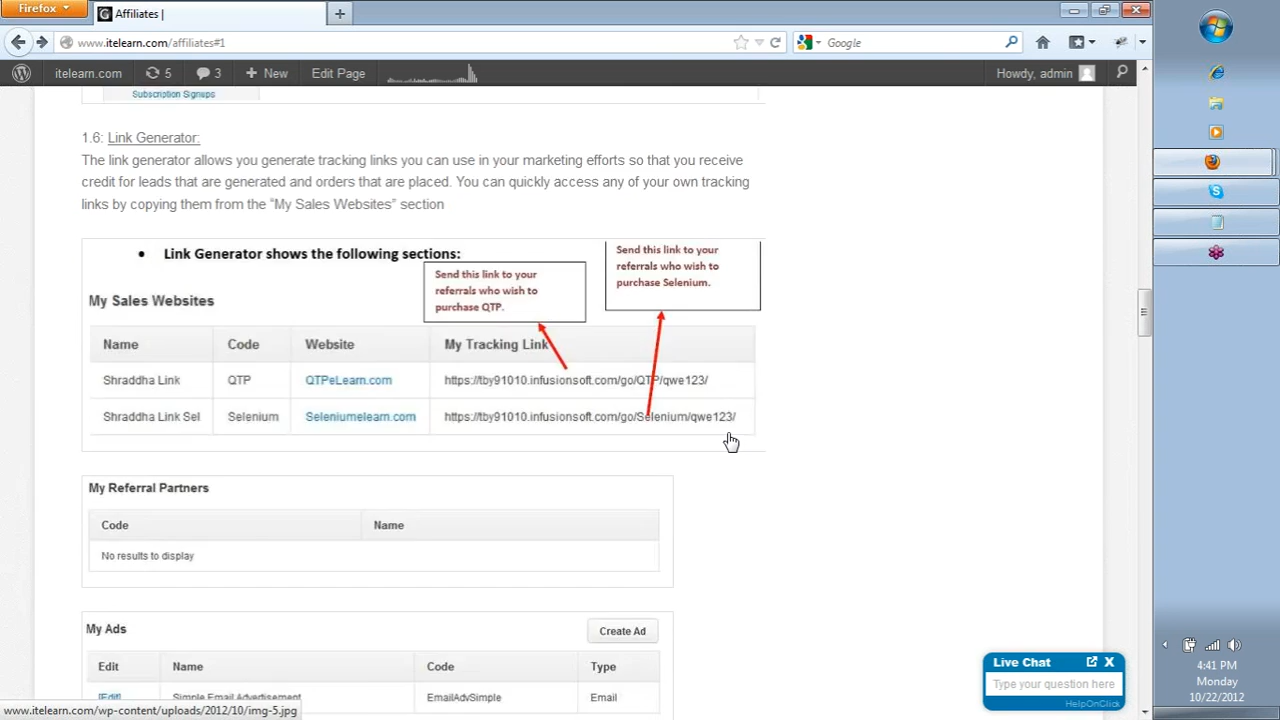 Firefox
Affiliates |
www.itelearn.com/affiliates#1
Google
itelearn.com
5
3
New
Edit Page
Howdy, admin
Subscription Signups
1.6: Link Generator:
The link generator allows you generate tracking links you can use in your marketing efforts so that you receive
credit for leads that are generated and orders that are placed. You can quickly access any of your own tracking
links by copying them from the “My Sales Websites” section
• Link Generator shows the following sections:
Send this link to your
referrals who wish to
purchase QTP.
Send this link to your
referrals who wish to
purchase Selenium.
My Sales Websites
Name Code Website My Tracking Link
Shraddha Link QTP QTPeLearn.com https://tby91010.infusionsoft.com/go/QTP/qwe123/
Shraddha Link Sel Selenium Seleniumelearn.com https://tby91010.infusionsoft.com/go/Selenium/qwe123/
My Referral Partners
Code Name
No results to display
My Ads
Create Ad
Edit Name Code Type
[Edit] Simple Email Advertisement EmailAdvSimple Email
Live Chat
Type your question here
HelpOnClick
www.itelearn.com/wp-content/uploads/2012/10/img-5.jpg
4:41 PM
Monday
10/22/2012